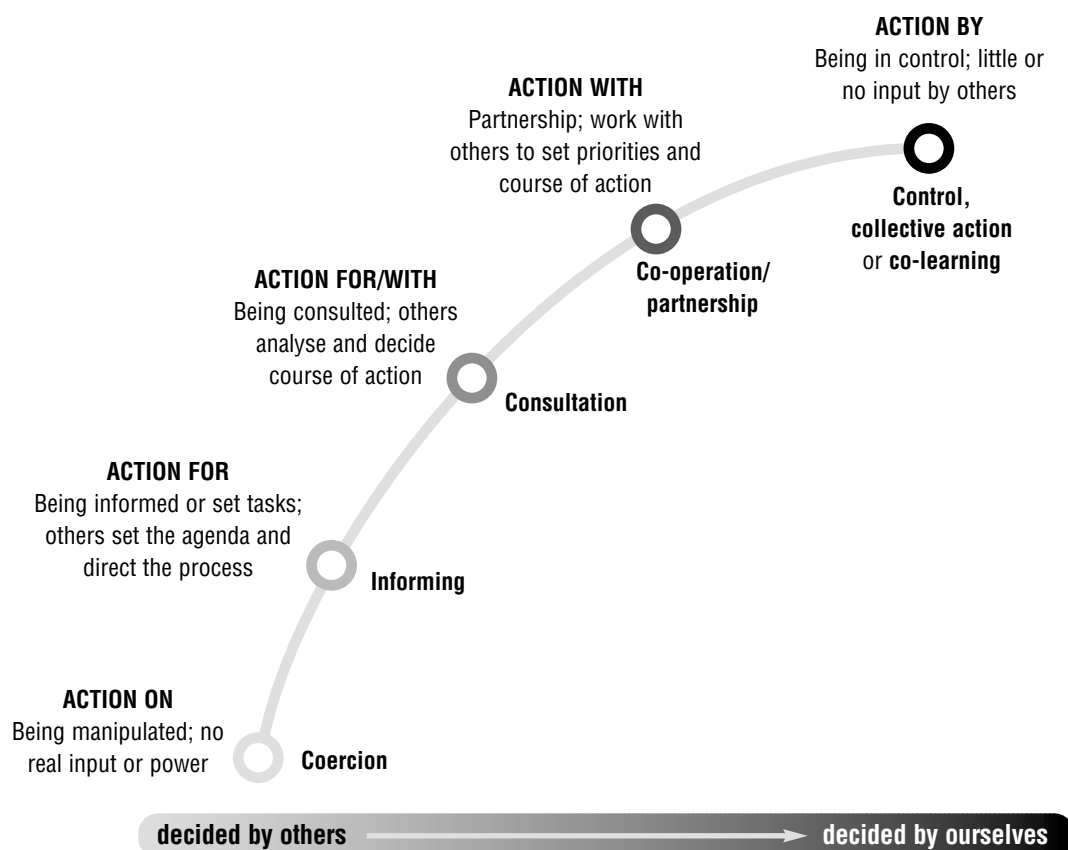 ACTION BY
Being in control; little or
no input by others
Control,
collective action
or co-learning
ACTION WITH
Partnership; work with
others to set priorities and
course of action
Co-operation/
partnership
ACTION FOR/WITH
Being consulted; others
analyse and decide
course of action
Consultation
ACTION FOR
Being informed or set tasks;
others set the agenda and
direct the process
Informing
ACTION ON
Being manipulated; no
real input or power
Coercion
decided by others
decided by ourselves